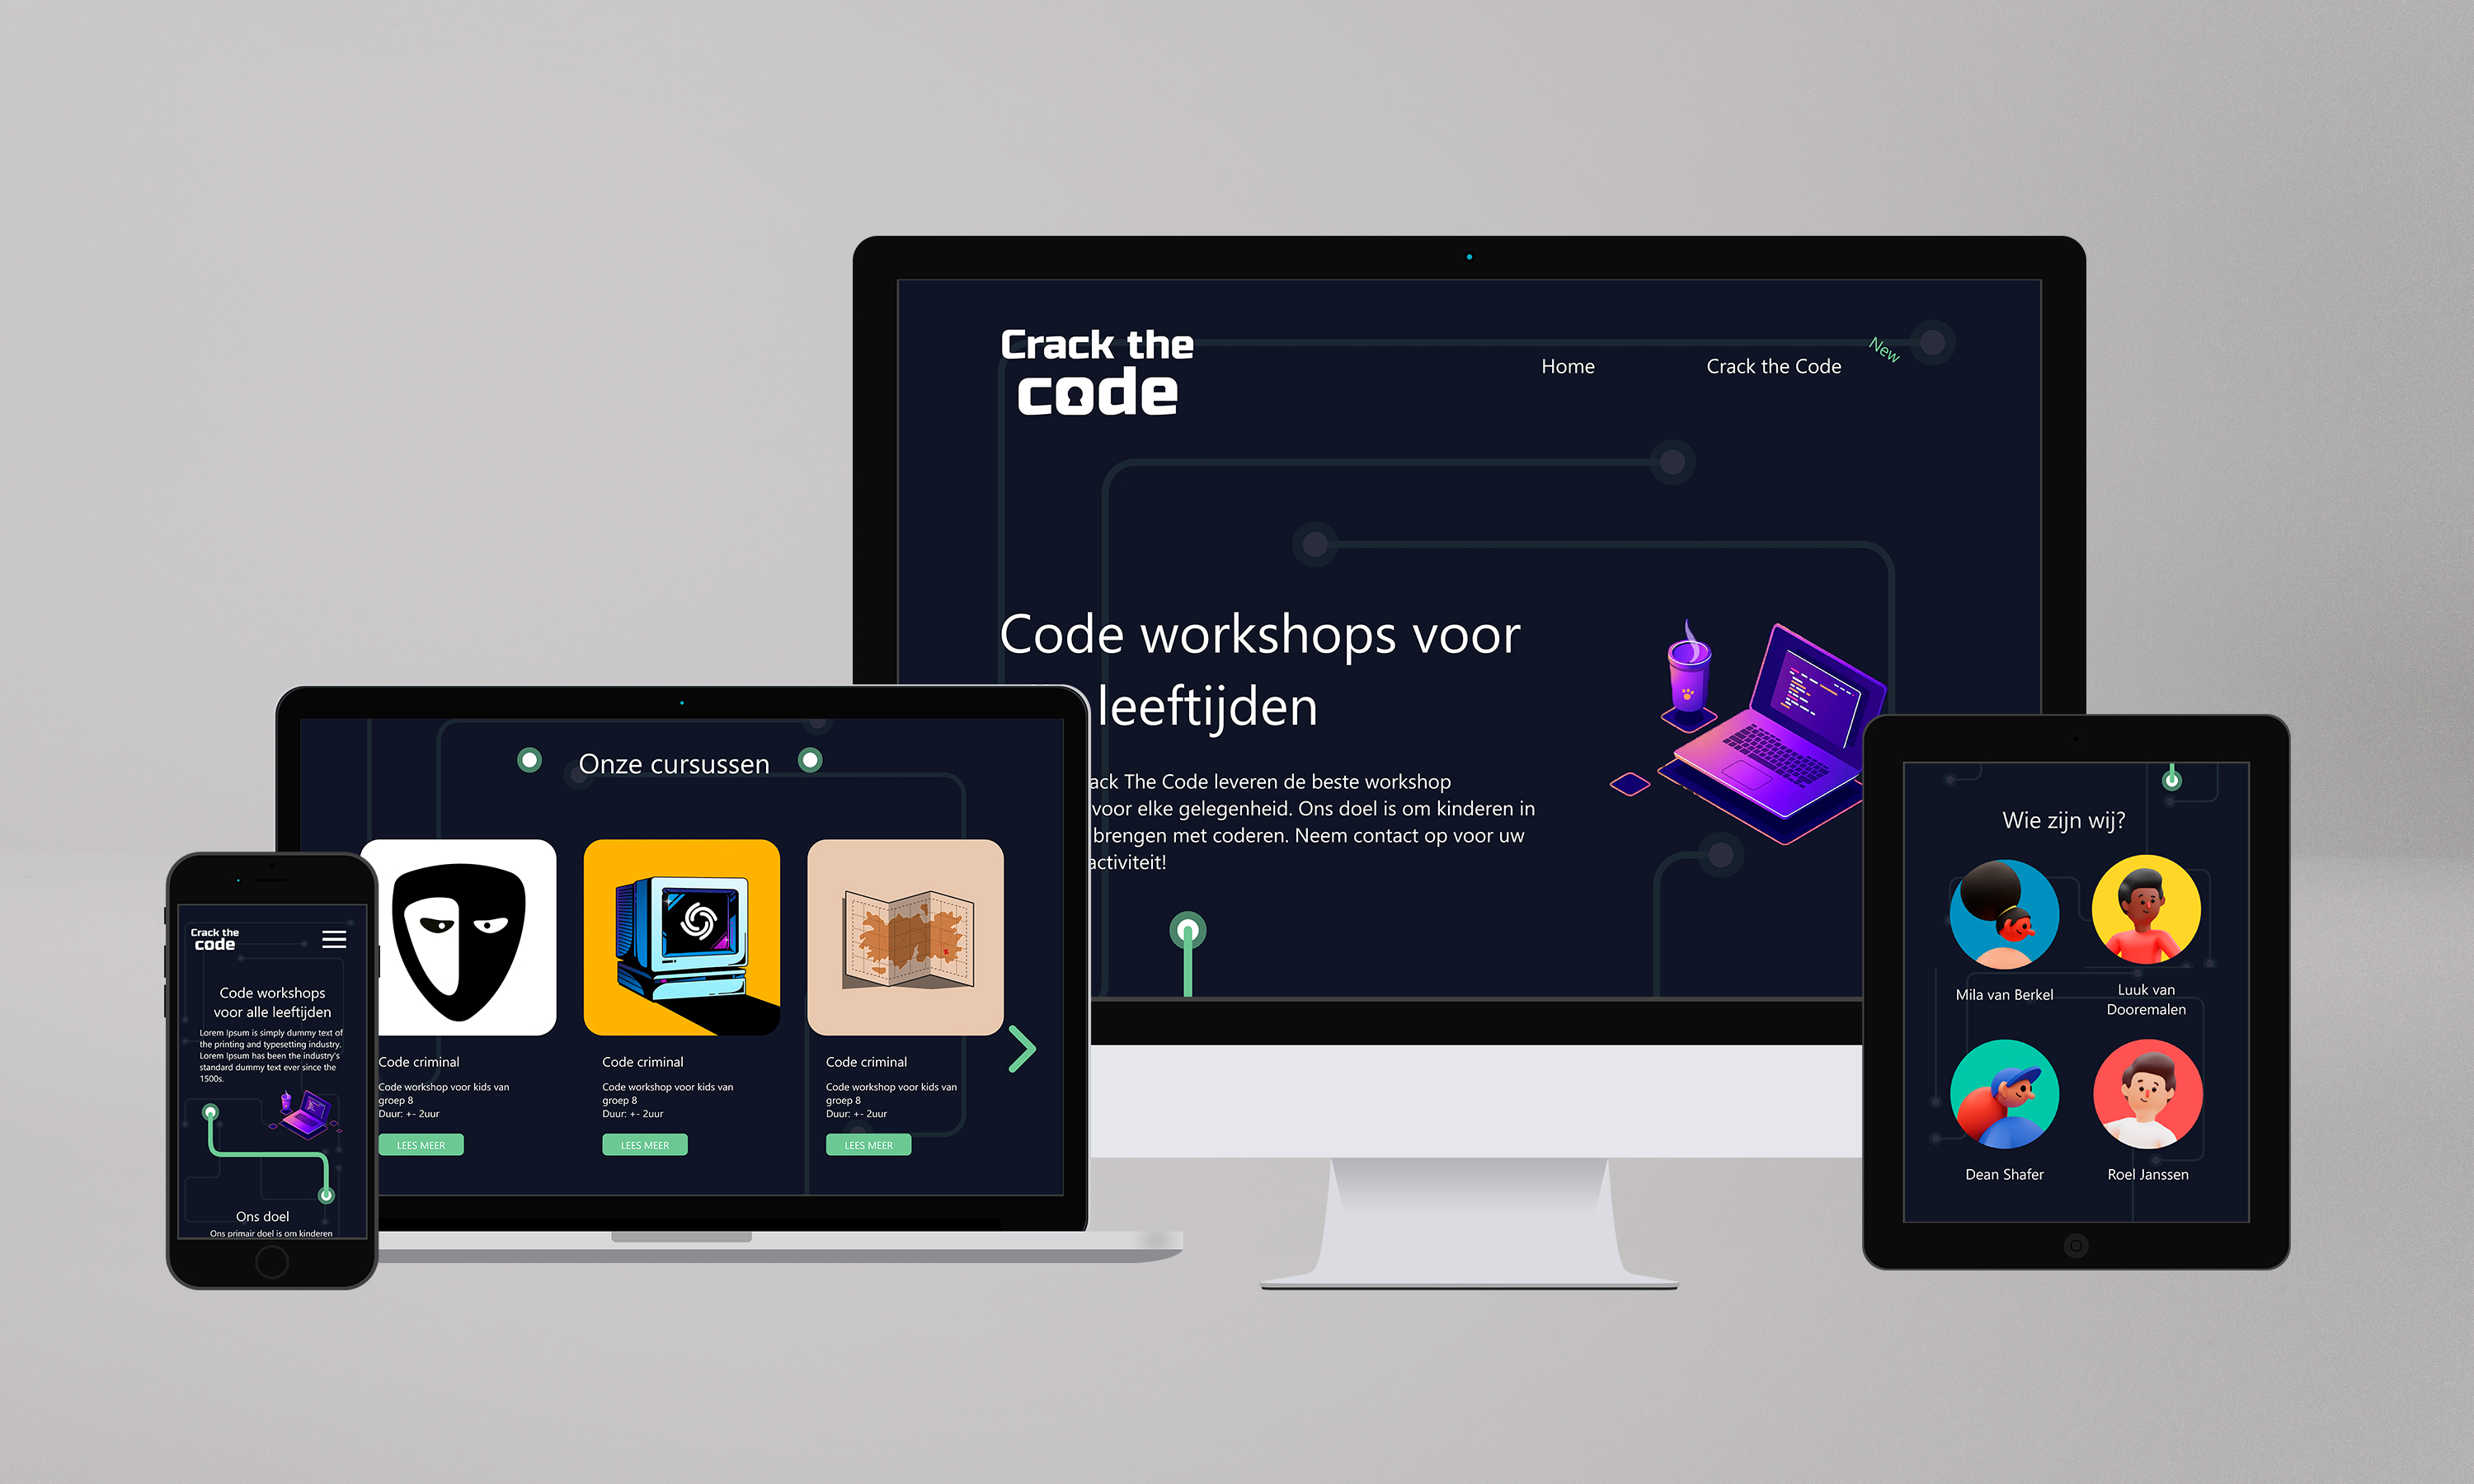 Crack the
code
Home
Crack the Code
New
Code workshops voor
leeftijden
The Code leveren de beste workshop
voor elke gelegenheid. Ons doel is om kinderen in
brengen met coderen. Neem contact op voor uw
activiteit!
Onze cursussen
Code criminal
Code workshop voor kids van
groep 8
Duur: +- 2uur
LEES MEER
Code criminal
Code workshop voor kids van
groep 8
Duur: +- 2uur
LEES MEER
Code criminal
Code workshop voor kids van
groep 8
Duur: +- 2uur
LEES MEER
Crack the
code
Code workshops
voor alle leeftijden
Lorem Ipsum is simply dummy text of
the printing and typesetting industry.
Lorem Ipsum has been the industry's
standard dummy text ever since the
1500s.
Ons doel
Ons primair doel is om kinderen
Wie zijn wij?
Mila van Berkel
Luuk van
Dooremalen
Dean Shafer
Roel Janssen